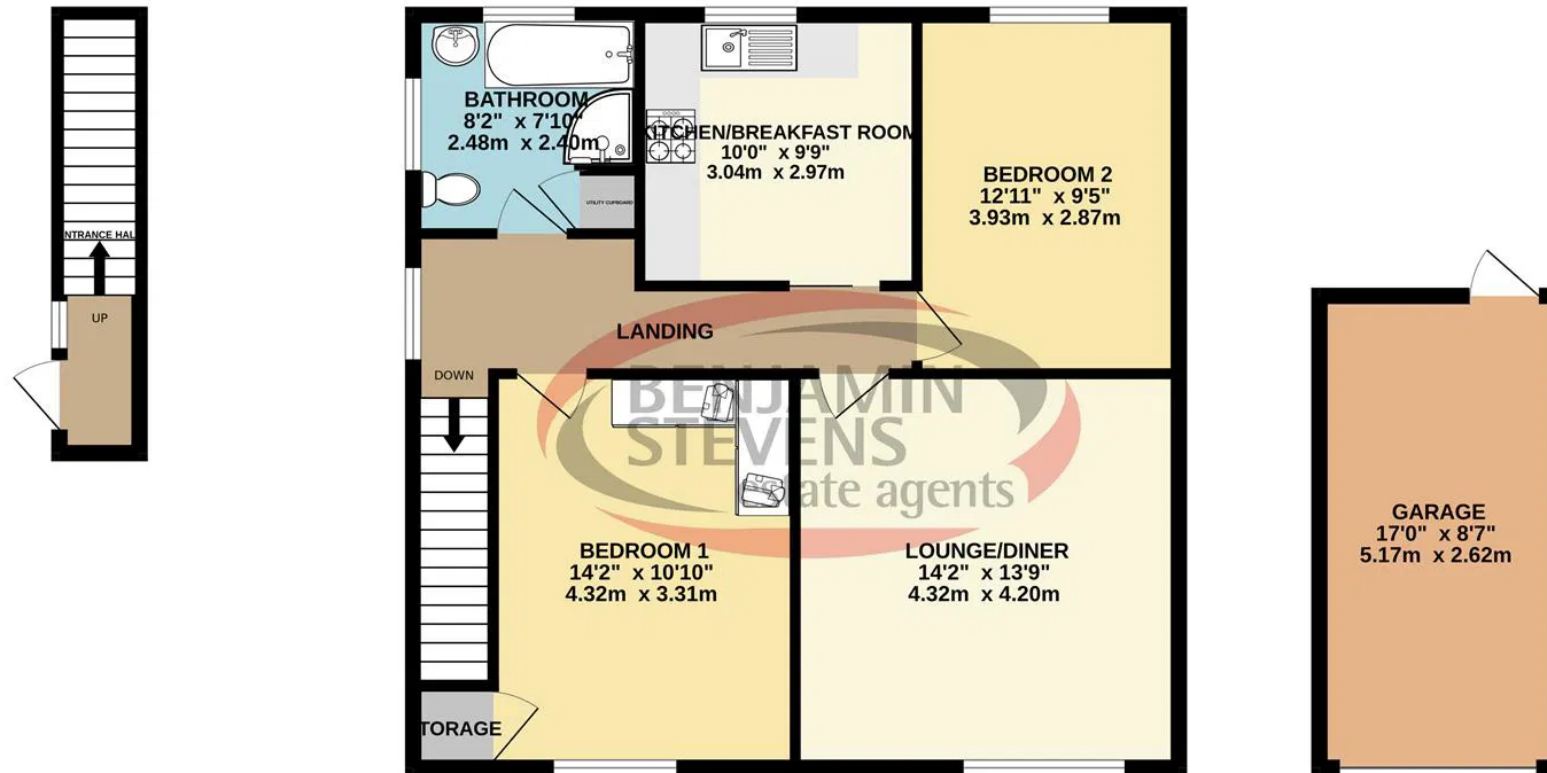 NTRANCE HAL
UP
BATHROOM
8'2" x 7'10"
2.48m x 2.40m
UTILITY CUPBOARD
KITCHEN/BREAKFAST ROOM
10'0" x 9'9"
3.04m x 2.97m
BEDROOM 2
12'11" x 9'5"
3.93m x 2.87m
LANDING
DOWN
BENJAMIN
STEVENS
estate agents
BEDROOM 1
14'2" x 10'10"
4.32m x 3.31m
LOUNGE/DINER
14'2" x 13'9"
4.32m x 4.20m
TORAGE
GARAGE
17'0" x 8'7"
5.17m x 2.62m